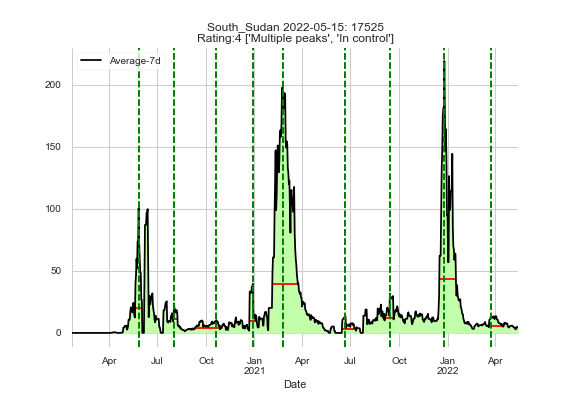 South_Sudan 2022-05-15: 17525
Rating:4 ['Multiple peaks', 'In control']
Average-7d
200
150
100
50
0
Apr Jul Oct Jan Apr Jul Oct Jan Apr
2021 2022
Date